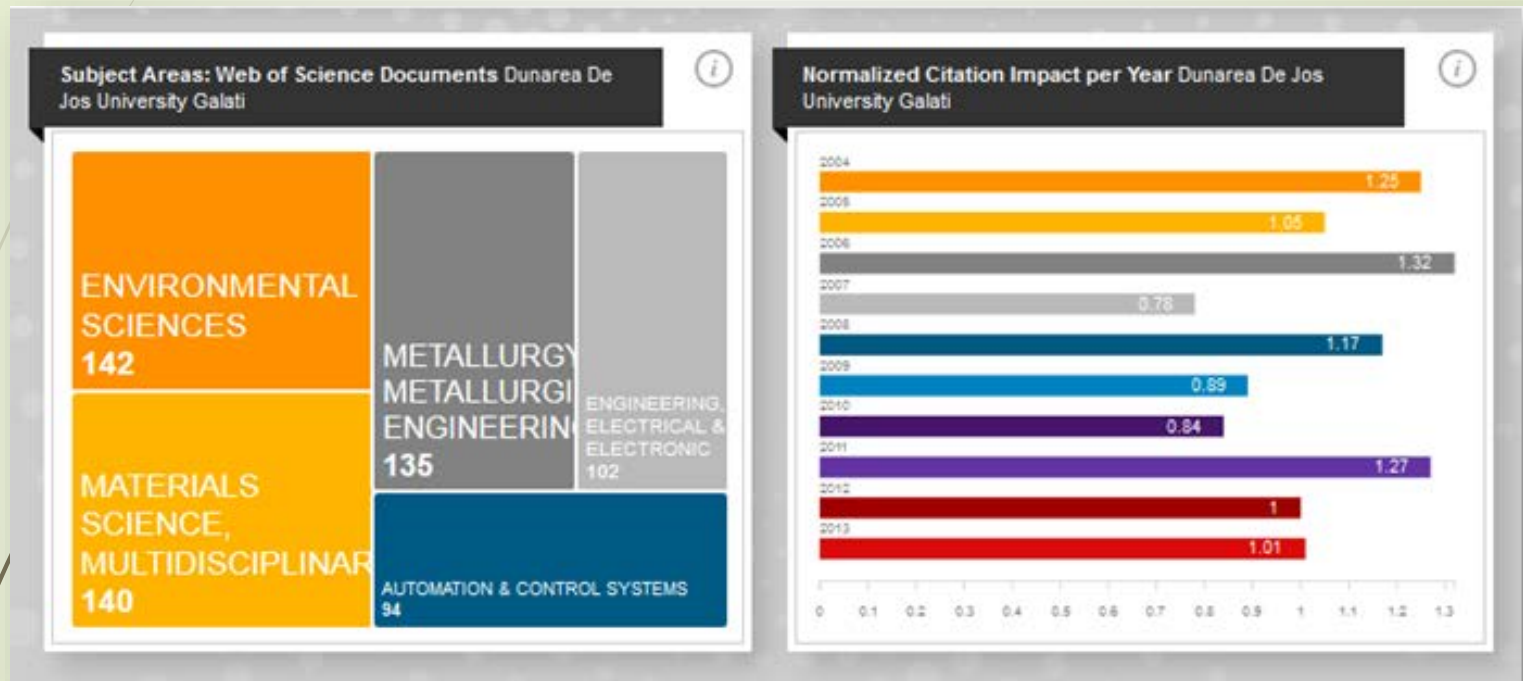 Subject Areas: Web of Science Documents Dunarea De
Jos University Galati
i
ENVIRONMENTAL
SCIENCES
142
MATERIALS
SCIENCE,
MULTIDISCIPLINAR
140
METALLURGY
METALLURGI
ENGINEERIN
135
ENGINEERING,
ELECTRICAL &
ELECTRONIC
102
AUTOMATION & CONTROL SYSTEMS
94
Normalized Citation Impact per Year Dunarea De Jos
University Galati
i
2004
1.25
2005
1.05
2006
1.32
2007
0.78
2008
1.17
2009
0.89
2010
0.84
2011
1.27
2012
1
2013
1.01
0 0.1 0.2 0.3 0.4 0.5 0.6 0.7 0.8 0.9 1 1.1 1.2 1.3